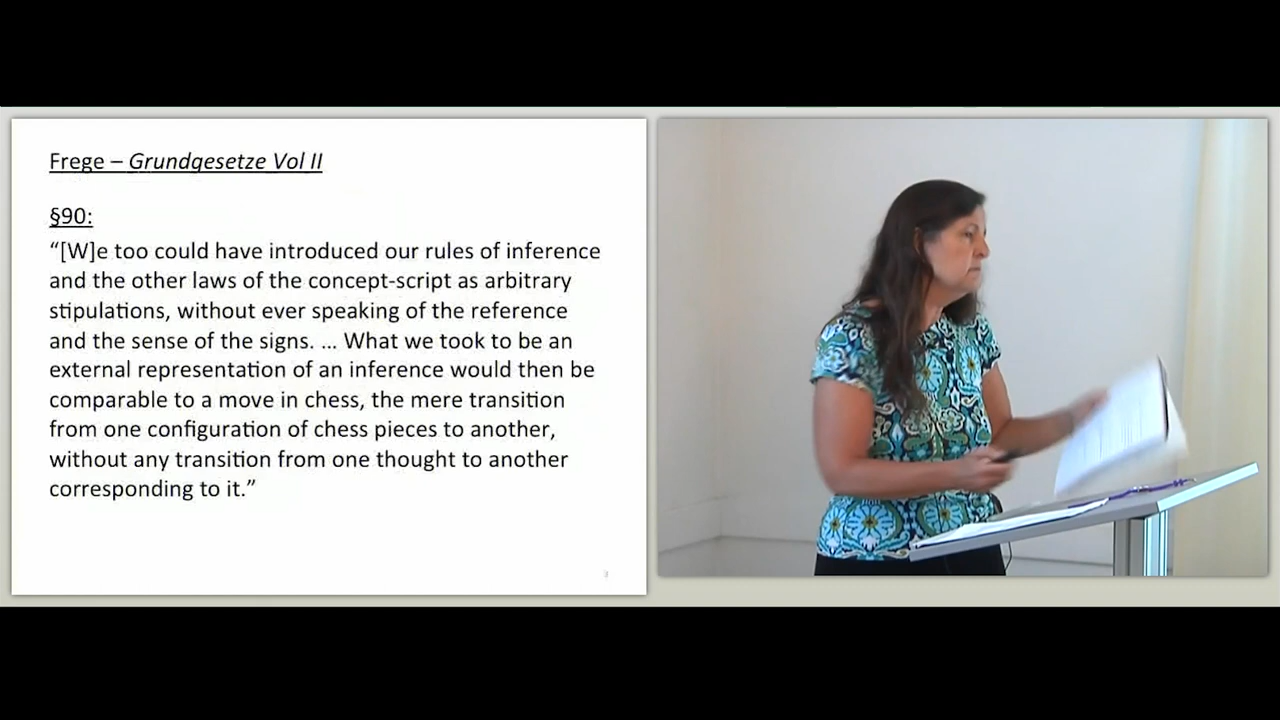 Frege – Grundgesetze Vol II
§90:
“[W]e too could have introduced our rules of inference
and the other laws of the concept-script as arbitrary
stipulations, without ever speaking of the reference
and the sense of the signs. … What we took to be an
external representation of an inference would then be
comparable to a move in chess, the mere transition
from one configuration of chess pieces to another,
without any transition from one thought to another
corresponding to it.”
3